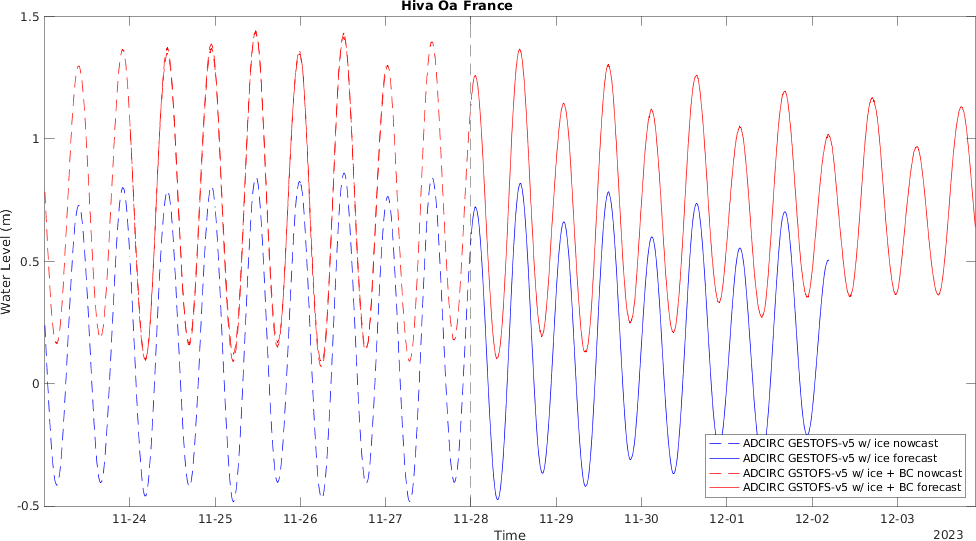 Hiva Oa France
Water Level (m)
1.5
1
0.5
0
-0.5
11-24
11-25
11-26
11-27
11-28
11-29
11-30
12-01
12-02
12-03
Time
2023
ADCIRC GESTOFS-v5 w/ ice nowcast
ADCIRC GESTOFS-v5 w/ ice forecast
ADCIRC GSTOFS-v5 w/ ice + BC nowcast
ADCIRC GSTOFS-v5 w/ ice + BC forecast